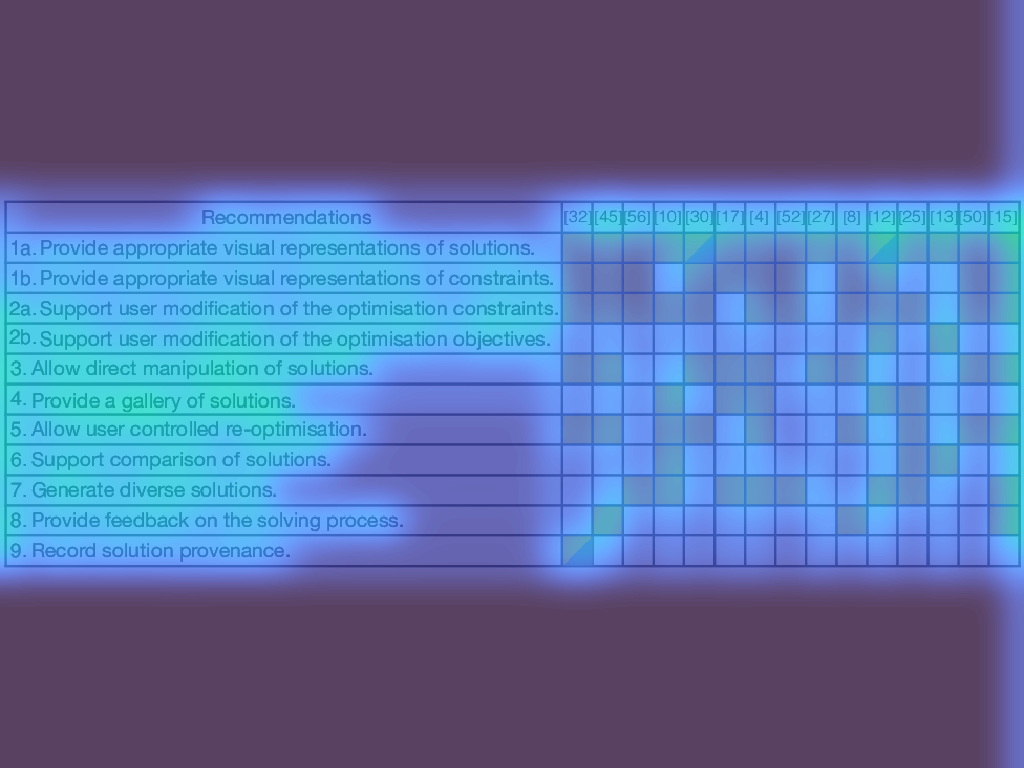 Recommendations [32] [45] [56] [10] [30] [17] [4] [52] [27] [8] [12] [25] [13] [50] [15]
1a. Provide appropriate visual representations of solutions.
1b. Provide appropriate visual representations of constraints.
2a. Support user modification of the optimisation constraints.
2b. Support user modification of the optimisation objectives.
3. Allow direct manipulation of solutions.
4. Provide a gallery of solutions.
5. Allow user controlled re-optimisation.
6. Support comparison of solutions.
7. Generate diverse solutions.
8. Provide feedback on the solving process.
9. Record solution provenance.